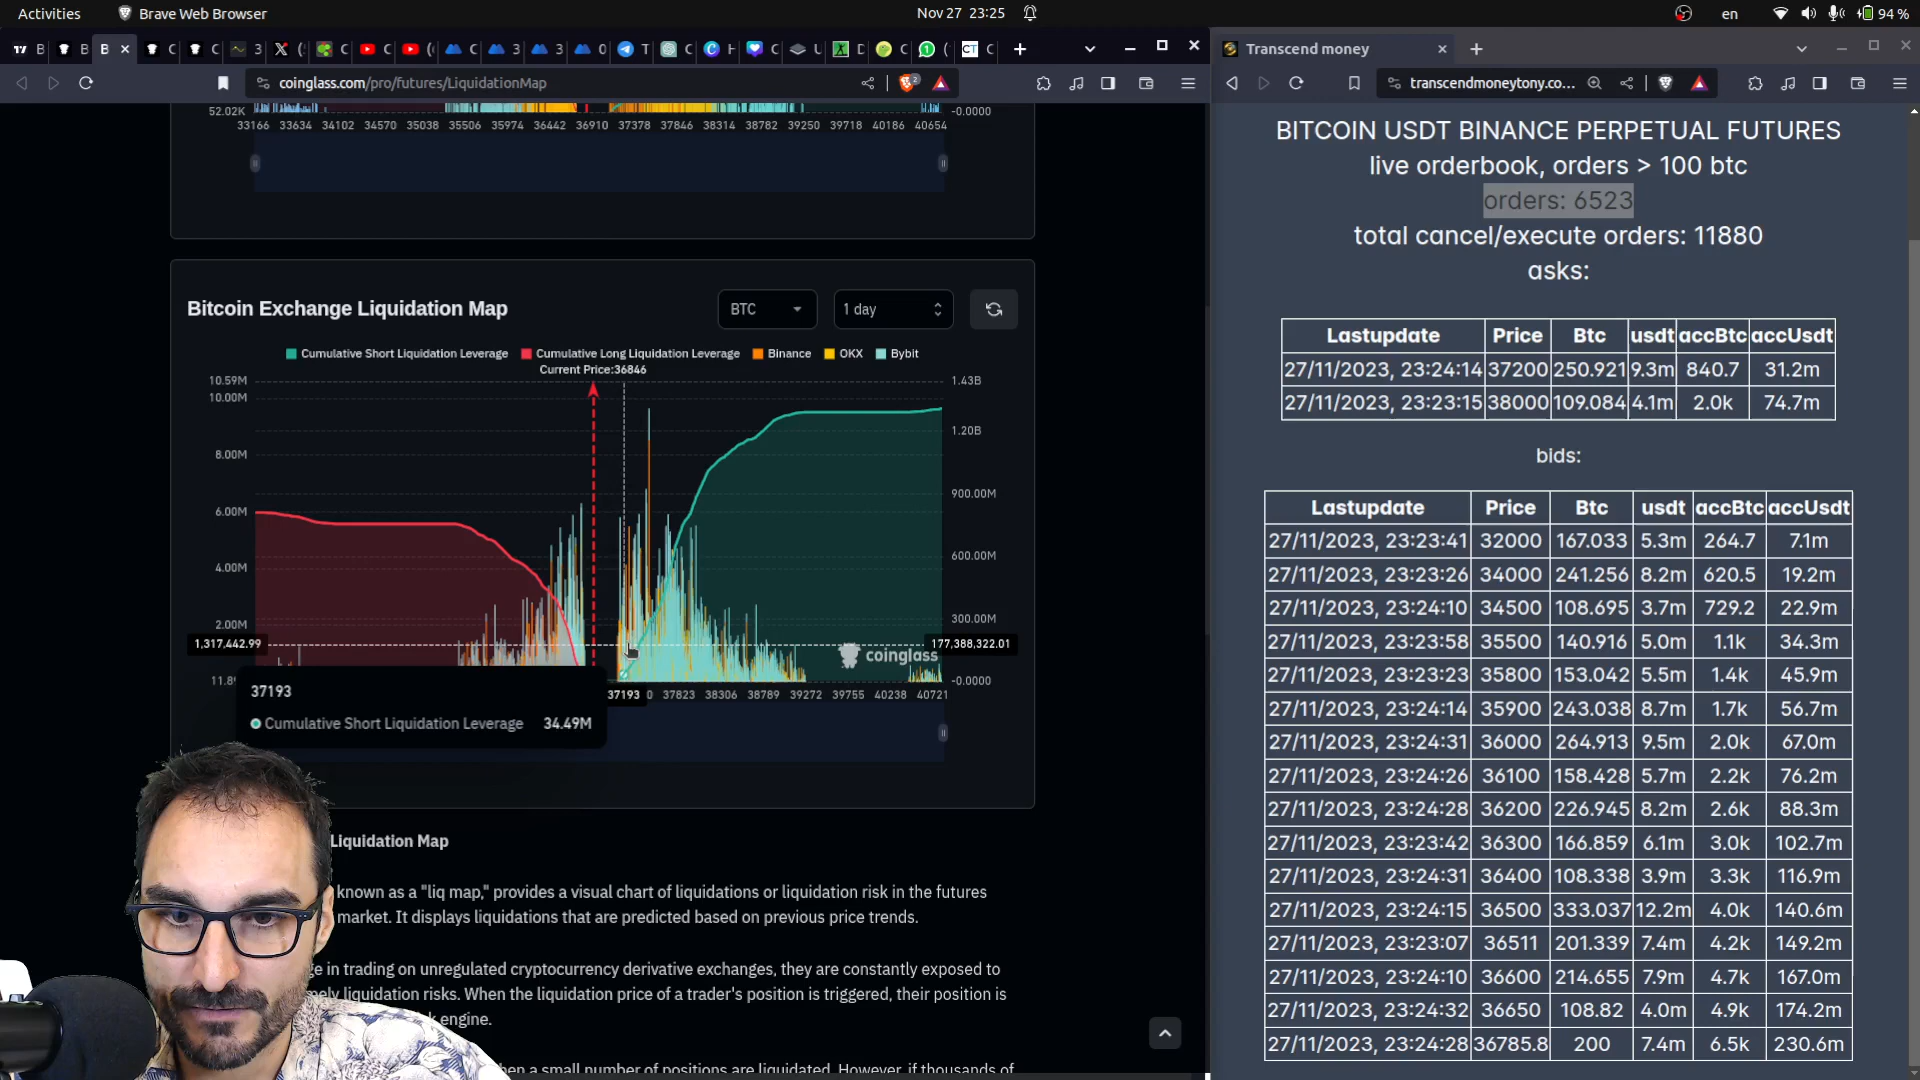 Activities
Brave Web Browser
Nov 27 23:25
en
94 %
coinglass.com/pro/futures/LiquidationMap
52.02K
-0.0000
33166 33634 34102 34570 35038 35506 35974 36442 36910 37378 37846 38314 38782 39250 39718 40186 40654
Bitcoin Exchange Liquidation Map
BTC
1 day
Cumulative Short Liquidation Leverage Cumulative Long Liquidation Leverage Binance OKX Bybit
Current Price:36846
10.59M
10.00M
8.00M
6.00M
4.00M
2.00M
1,317,442.99
1.43B
1.20B
900.00M
600.00M
300.00M
177,388,322.01
-0.0000
coinglass
37193
37823 38306 38789 39272 39755 40238 40721
37193
Cumulative Short Liquidation Leverage 34.49M
Liquidation Map
known as a "liq map," provides a visual chart of liquidations or liquidation risk in the futures
market. It displays liquidations that are predicted based on previous price trends.
ge in trading on unregulated cryptocurrency derivative exchanges, they are constantly exposed to
mely liquidation risks. When the liquidation price of a trader's position is triggered, their position is
k engine.
hen a small number of positions are liquidated. However, if thousands of
Transcend money
transcendmoneytony.co...
BITCOIN USDT BINANCE PERPETUAL FUTURES
live orderbook, orders > 100 btc
orders: 6523
total cancel/execute orders: 11880
asks:
Lastupdate Price Btc usdt accBtc accUsdt
27/11/2023, 23:24:14 37200 250.921 9.3m 840.7 31.2m
27/11/2023, 23:23:15 38000 109.084 4.1m 2.0k 74.7m
bids:
Lastupdate Price Btc usdt accBtc accUsdt
27/11/2023, 23:23:41 32000 167.033 5.3m 264.7 7.1m
27/11/2023, 23:23:26 34000 241.256 8.2m 620.5 19.2m
27/11/2023, 23:24:10 34500 108.695 3.7m 729.2 22.9m
27/11/2023, 23:23:58 35500 140.916 5.0m 1.1k 34.3m
27/11/2023, 23:23:23 35800 153.042 5.5m 1.4k 45.9m
27/11/2023, 23:24:14 35900 243.038 8.7m 1.7k 56.7m
27/11/2023, 23:24:31 36000 264.913 9.5m 2.0k 67.0m
27/11/2023, 23:24:26 36100 158.428 5.7m 2.2k 76.2m
27/11/2023, 23:24:28 36200 226.945 8.2m 2.6k 88.3m
27/11/2023, 23:23:42 36300 166.859 6.1m 3.0k 102.7m
27/11/2023, 23:24:31 36400 108.338 3.9m 3.3k 116.9m
27/11/2023, 23:24:15 36500 333.037 12.2m 4.0k 140.6m
27/11/2023, 23:23:07 36511 201.339 7.4m 4.2k 149.2m
27/11/2023, 23:24:10 36600 214.655 7.9m 4.7k 167.0m
27/11/2023, 23:24:32 36650 108.82 4.0m 4.9k 174.2m
27/11/2023, 23:24:28 36785.8 200 7.4m 6.5k 230.6m